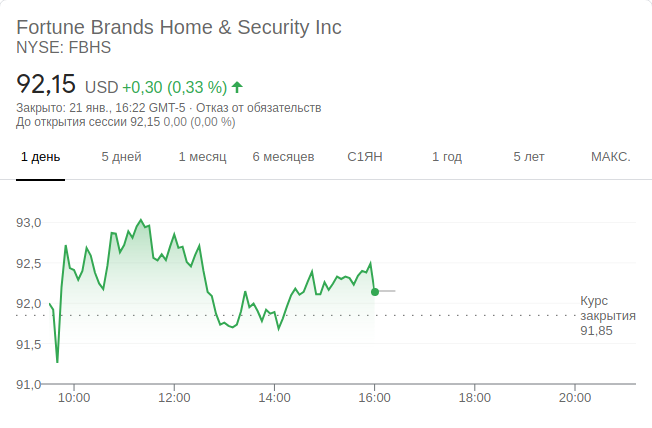 Fortune Brands Home & Security Inc
NYSE: FBHS
92,15 USD +0,30 (0,33 %)
Закрыто: 21 янв., 16:22 GMT-5 · Отказ от обязательств
До открытия сессии 92,15 0,00 (0,00 %)
1 день 5 дней 1 месяц 6 месяцев С1ЯН 1 год 5 лет МАКС.
93,0
92,5
92,0
91,5
91,0
Курс
закрытия
91,85
10:00 12:00 14:00 16:00 18:00 20:00